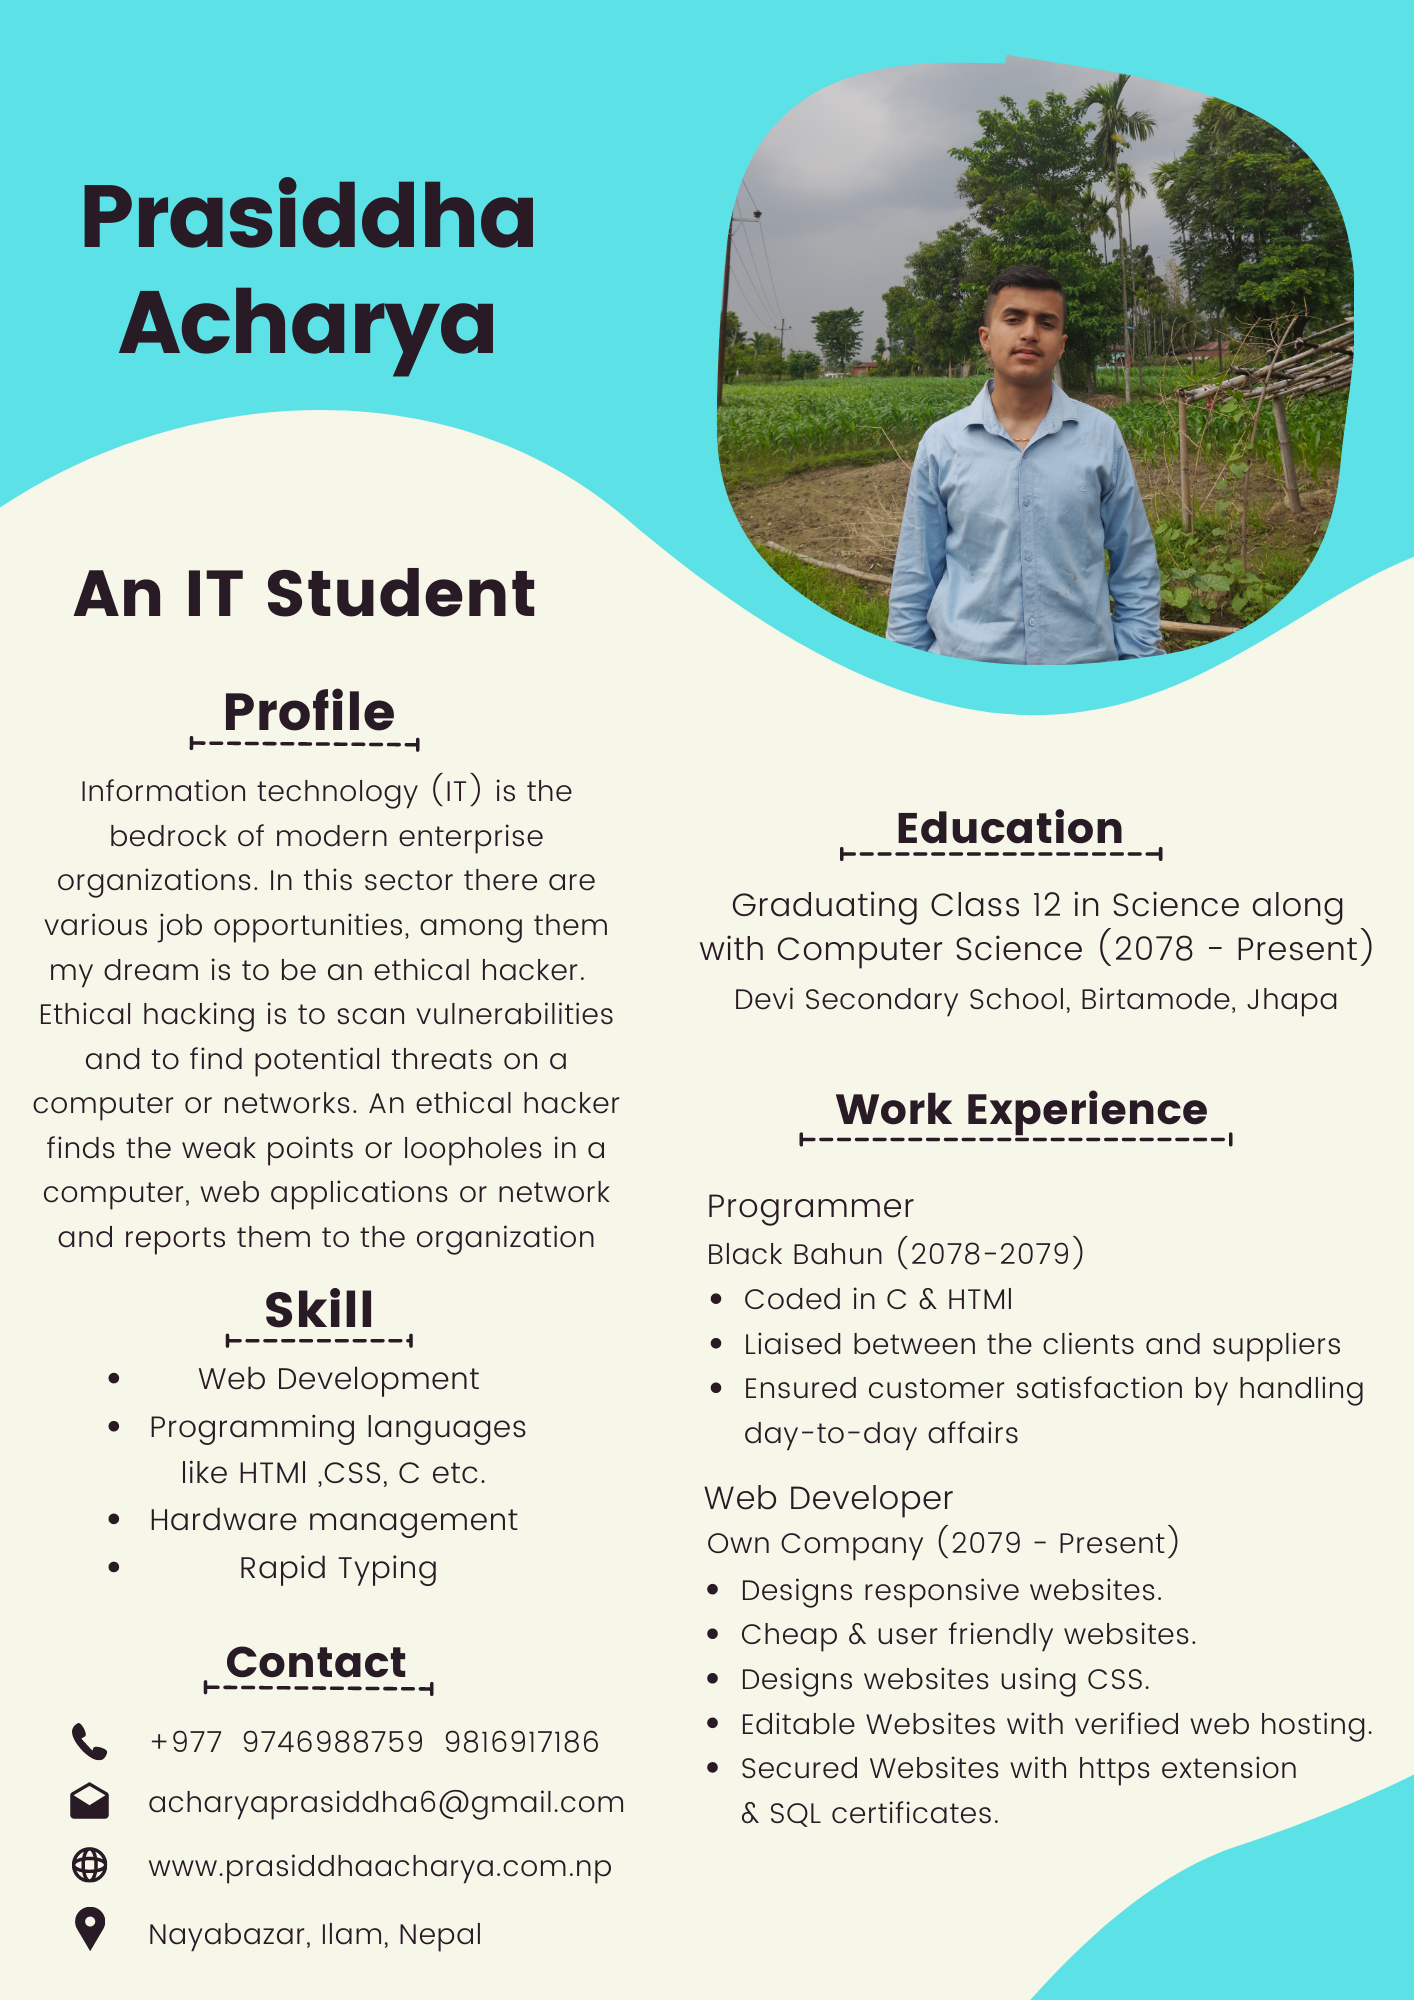 Prasiddha
Acharya
An IT Student
Profile
Information technology (IT) is the
bedrock of modern enterprise
organizations. In this sector there are
various job opportunities, among them
my dream is to be an ethical hacker.
Ethical hacking is to scan vulnerabilities
and to find potential threats on a
computer or networks. An ethical hacker
finds the weak points or loopholes in a
computer, web applications or network
and reports them to the organization
Skill
• Web Development
• Programming languages
like HTMl ,CSS, C etc.
• Hardware management
• Rapid Typing
Contact
+977 9746988759 9816917186
acharyaprasiddha6@gmail.com
www.prasiddhaacharya.com.np
Nayabazar, Ilam, Nepal
Education
Graduating Class 12 in Science along
with Computer Science (2078 - Present)
Devi Secondary School, Birtamode, Jhapa
Work Experience
Programmer
Black Bahun (2078-2079)
• Coded in C & HTMl
• Liaised between the clients and suppliers
• Ensured customer satisfaction by handling
day-to-day affairs
Web Developer
Own Company (2079 - Present)
• Designs responsive websites.
• Cheap & user friendly websites.
• Designs websites using CSS.
• Editable Websites with verified web hosting.
• Secured Websites with https extension
& SQL certificates.